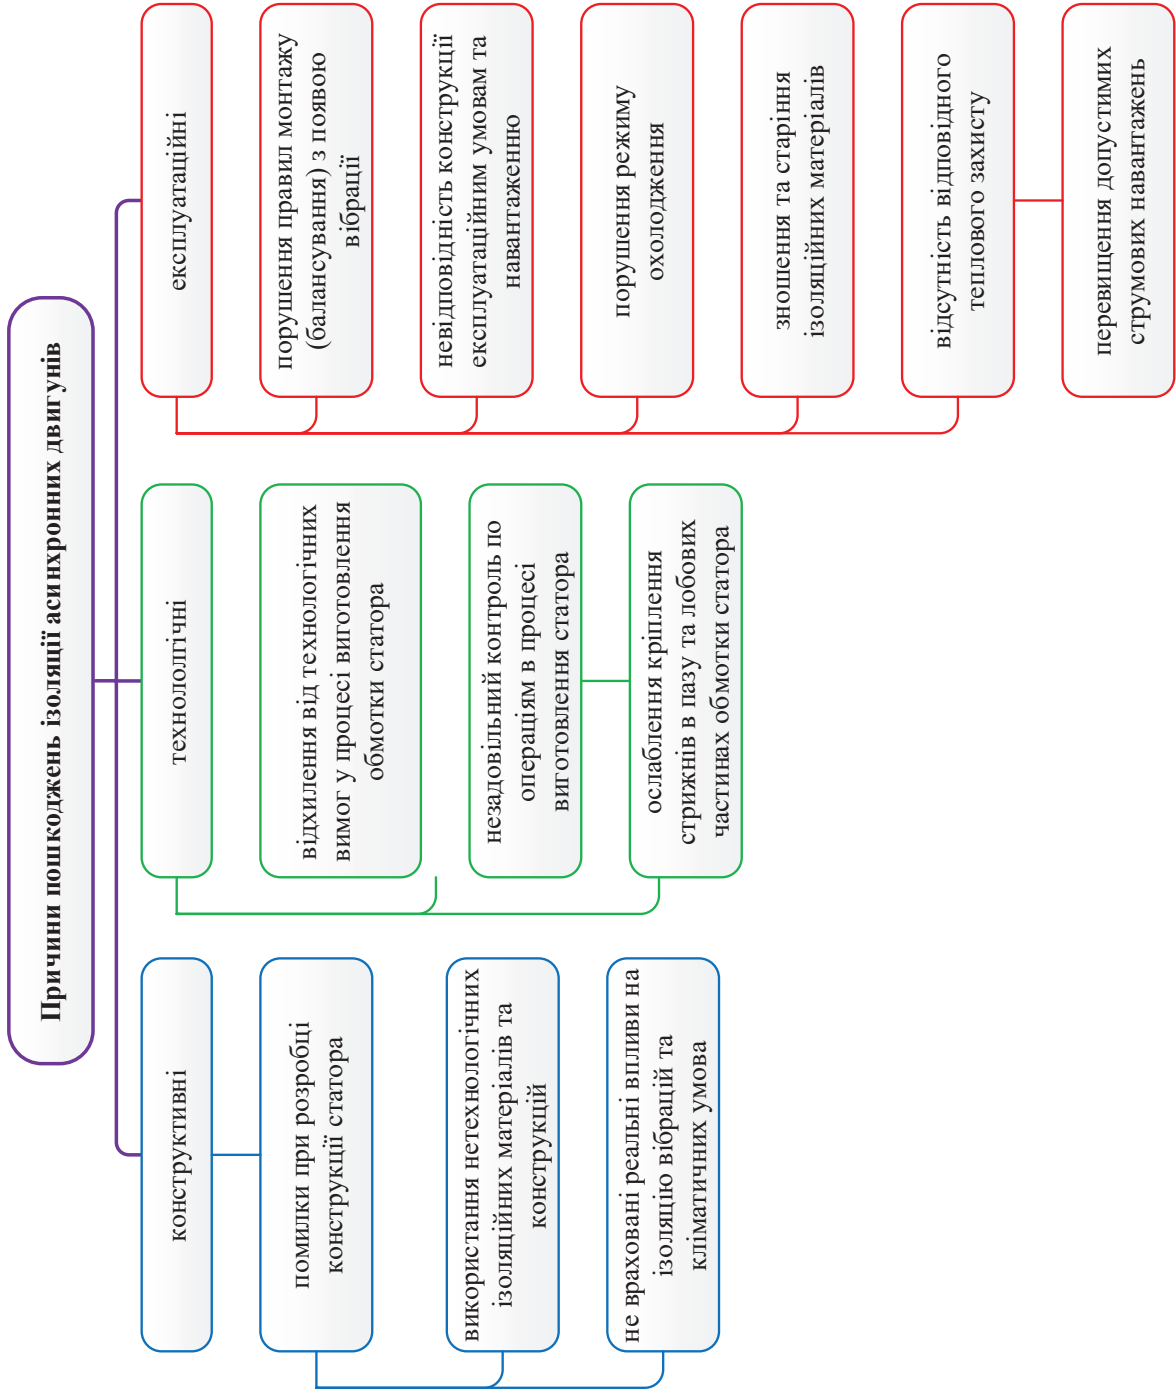 Причини пошкоджень ізоляції асинхронних двигунів
конструктивні
помилки при розробці
конструкції статора
використання нетехнологічних
ізоляційних матеріалів та
конструкцій
не враховані реальні впливи на
ізоляцію вібрацій та
кліматичних умова
технологічні
відхилення від технологічних
вимог у процесі виготовлення
обмотки статора
незадовільний контроль по
операціям в процесі
виготовлення статора
ослаблення кріплення
стрижнів в пазу та лобових
частинах обмотки статора
експлуатаційні
порушення правил монтажу
(балансування) з появою
вібрації
невідповідність конструкції
експлуатаційним умовам та
навантаженню
порушення режиму
охолодження
зношення та старіння
ізоляційних матеріалів
відсутність відповідного
теплового захисту
перевищення допустимих
струмових навантажень